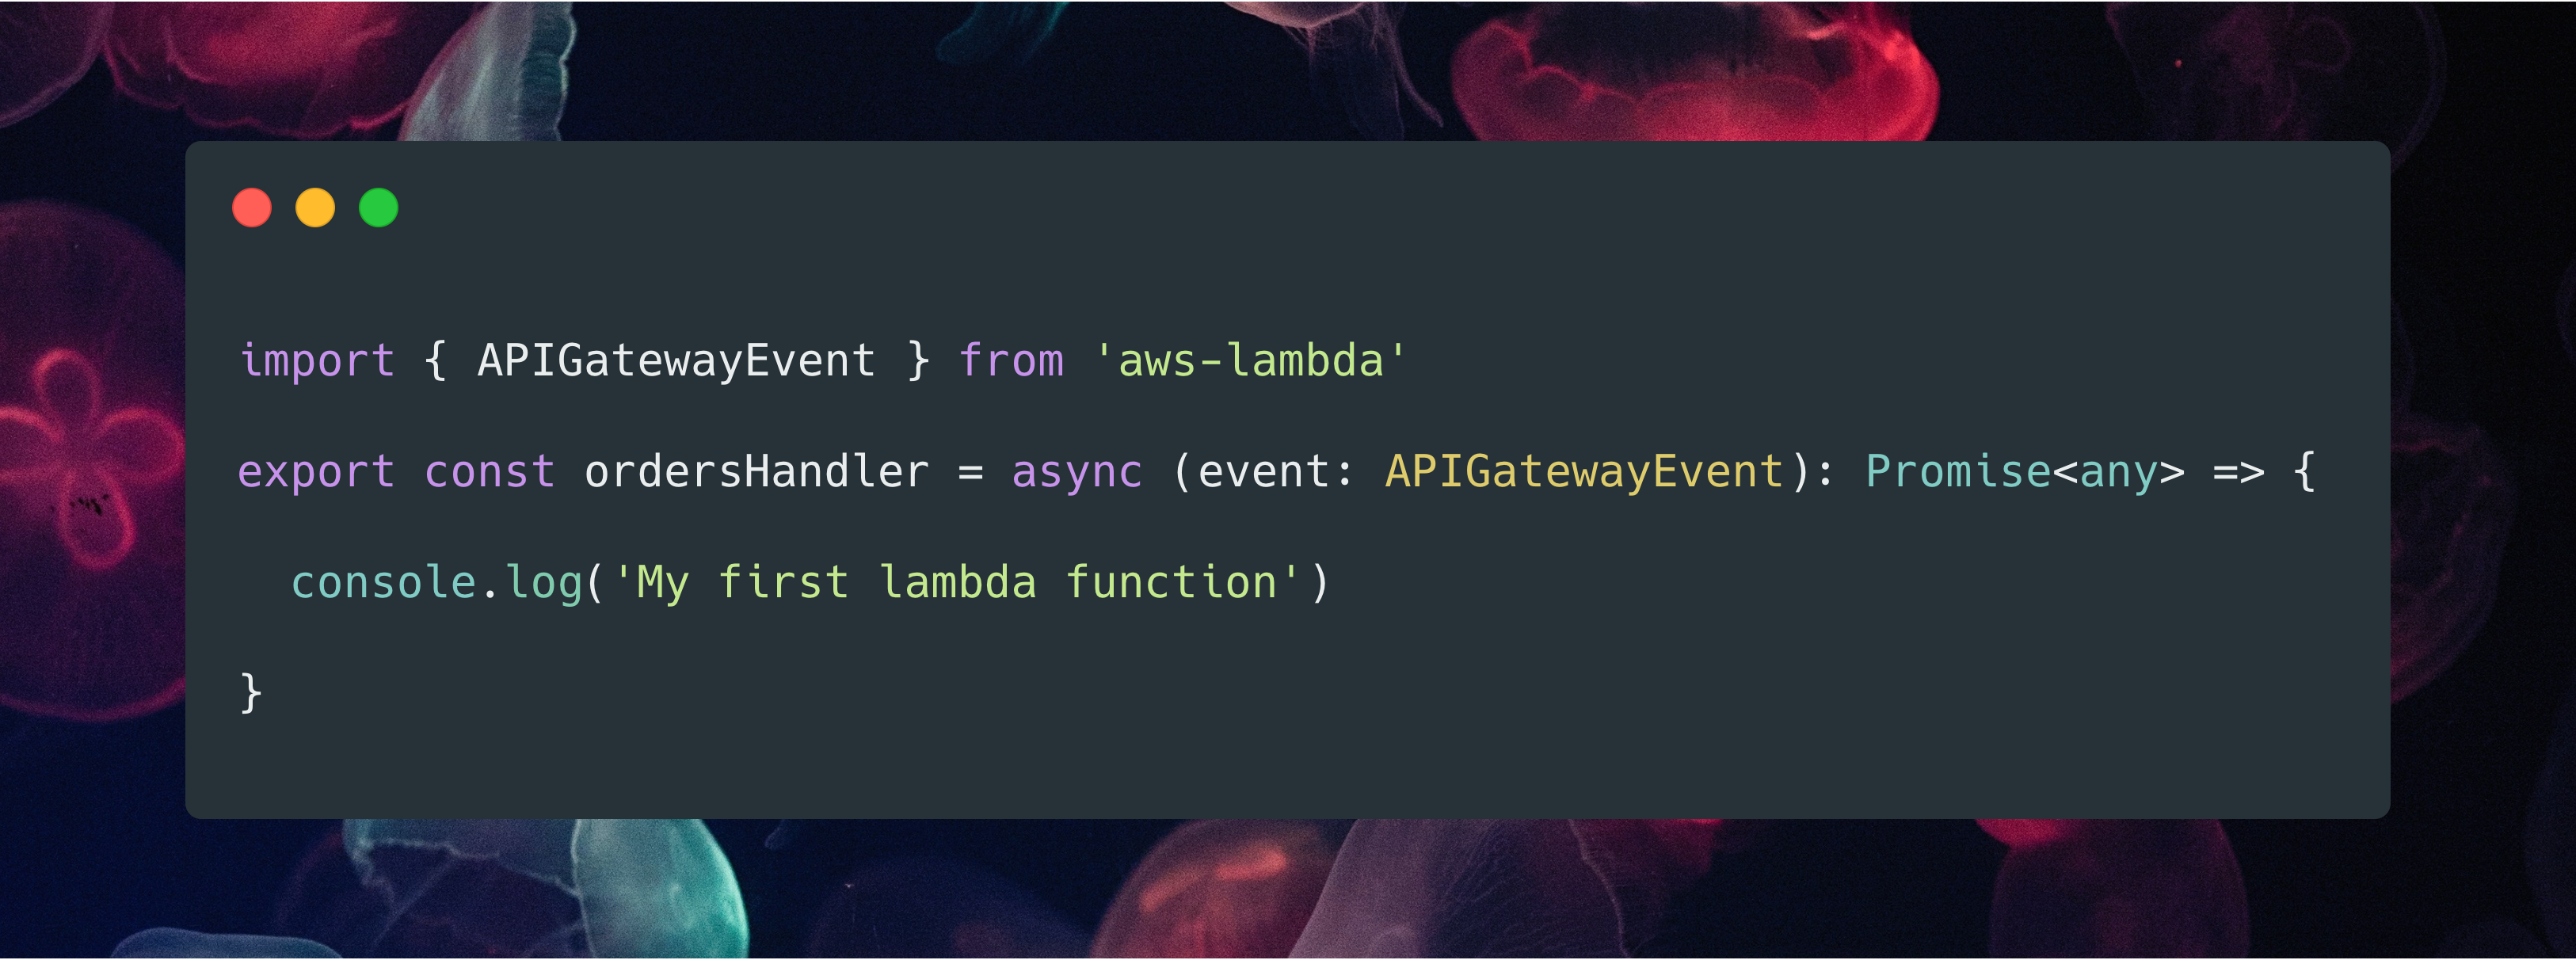 import { APIGatewayEvent } from 'aws-lambda'
export const ordersHandler = async (event: APIGatewayEvent): Promise<any> => {
  console.log('My first lambda function')
}